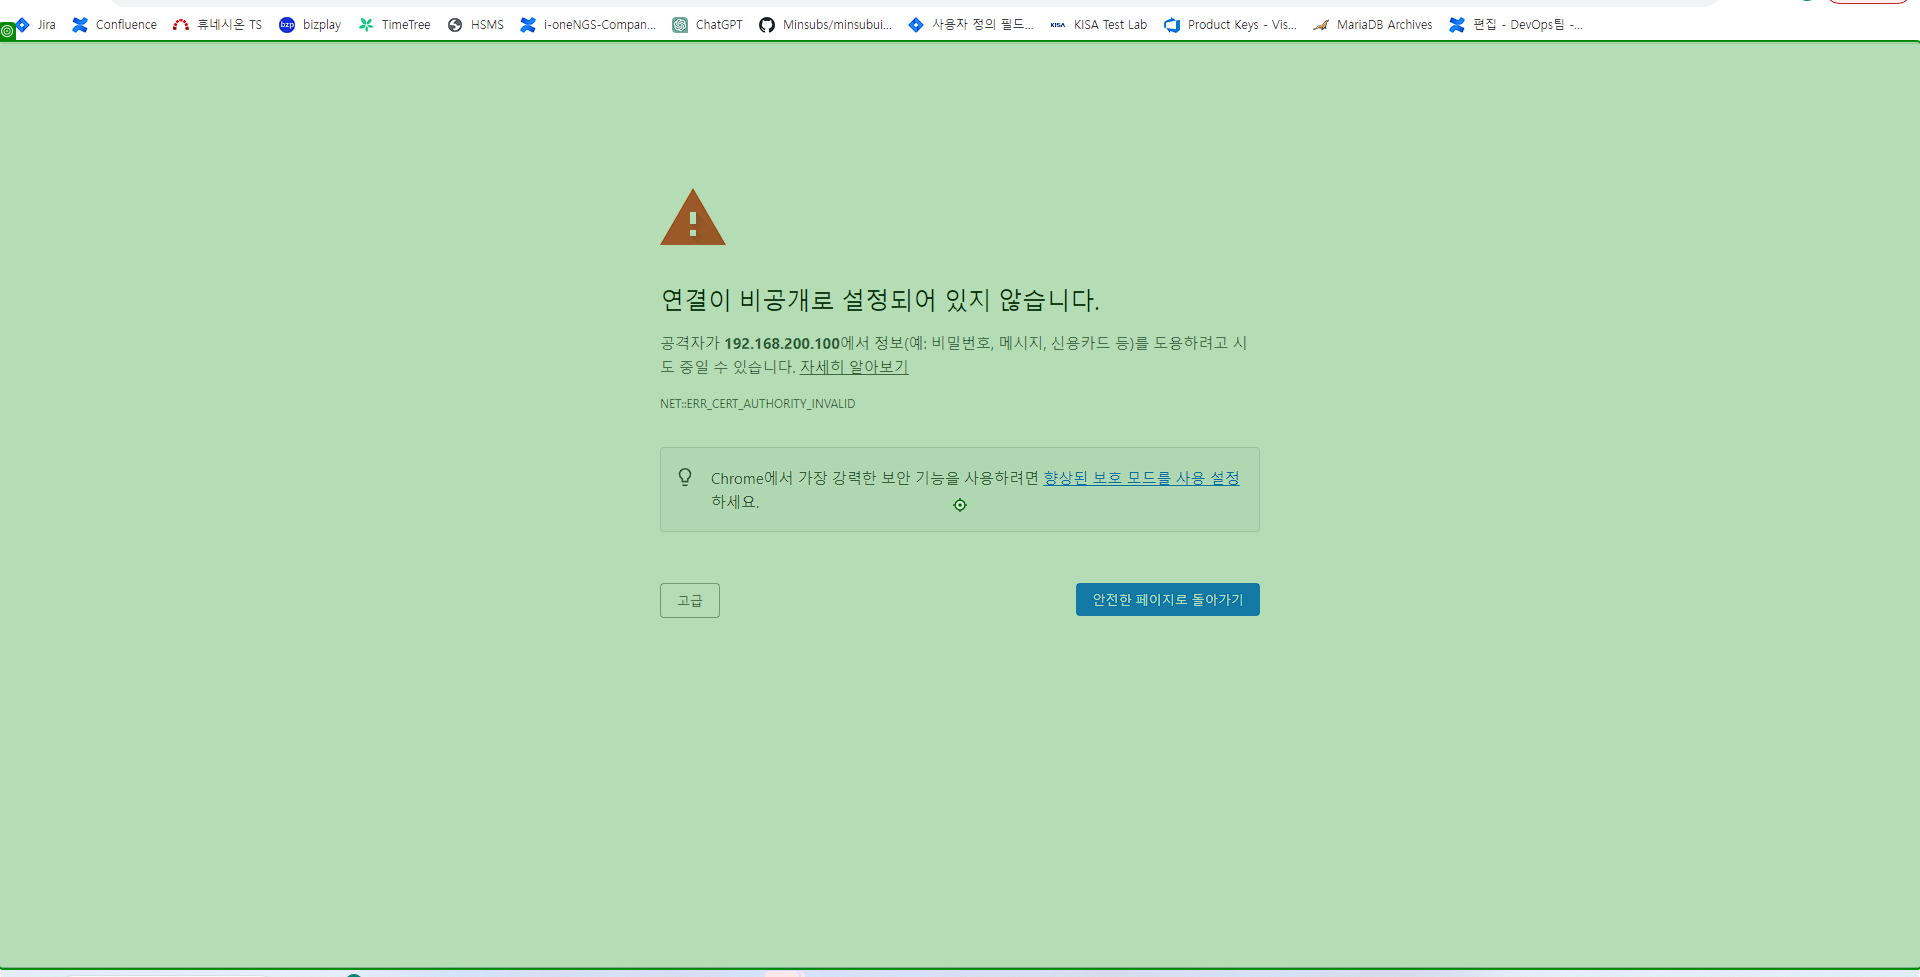 Jira Confluence 휴네시온 TS bizplay TimeTree HSMS i-oneNGS-Compan... ChatGPT Minsubs/minsubui... 사용자 정의 필드... KISA KISA Test Lab Product Keys - Vis... MariaDB Archives 편집 - DevOps팀 -...
연결이 비공개로 설정되어 있지 않습니다.
공격자가 192.168.200.100에서 정보(예: 비밀번호, 메시지, 신용카드 등)를 도용하려고 시
도 중일 수 있습니다. 자세히 알아보기
NET::ERR_CERT_AUTHORITY_INVALID
Chrome에서 가장 강력한 보안 기능을 사용하려면 향상된 보호 모드를 사용 설정
하세요.
고급 안전한 페이지로 돌아가기